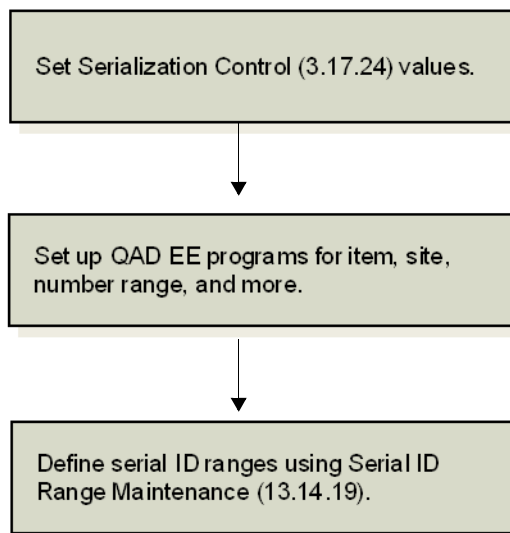 Set Serialization Control (3.17.24) values.
Set up QAD EE programs for item, site,
number range, and more.
Define serial ID ranges using Serial ID
Range Maintenance (13.14.19).